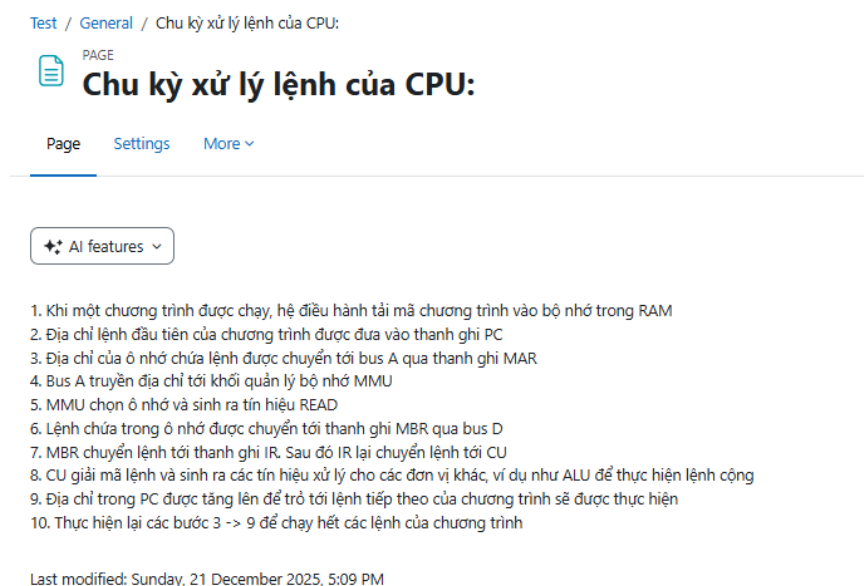 Test / General / Chu kỳ xử lý lệnh của CPU:
PAGE
Chu kỳ xử lý lệnh của CPU:
Page Settings More
AI features
1. Khi một chương trình được chạy, hệ điều hành tải mã chương trình vào bộ nhớ trong RAM
2. Địa chỉ lệnh đầu tiên của chương trình được đưa vào thanh ghi PC
3. Địa chỉ của ô nhớ chứa lệnh được chuyển tới bus A qua thanh ghi MAR
4. Bus A truyền địa chỉ tới khối quản lý bộ nhớ MMU
5. MMU chọn ô nhớ và sinh ra tín hiệu READ
6. Lệnh chứa trong ô nhớ được chuyển tới thanh ghi MBR qua bus D
7. MBR chuyển lệnh tới thanh ghi IR. Sau đó IR lại chuyển lệnh tới CU
8. CU giải mã lệnh và sinh ra các tín hiệu xử lý cho các đơn vị khác, ví dụ như ALU để thực hiện lệnh cộng
9. Địa chỉ trong PC được tăng lên để trỏ tới lệnh tiếp theo của chương trình sẽ được thực hiện
10. Thực hiện lại các bước 3 -> 9 để chạy hết các lệnh của chương trình
Last modified: Sunday, 21 December 2025, 5:09 PM